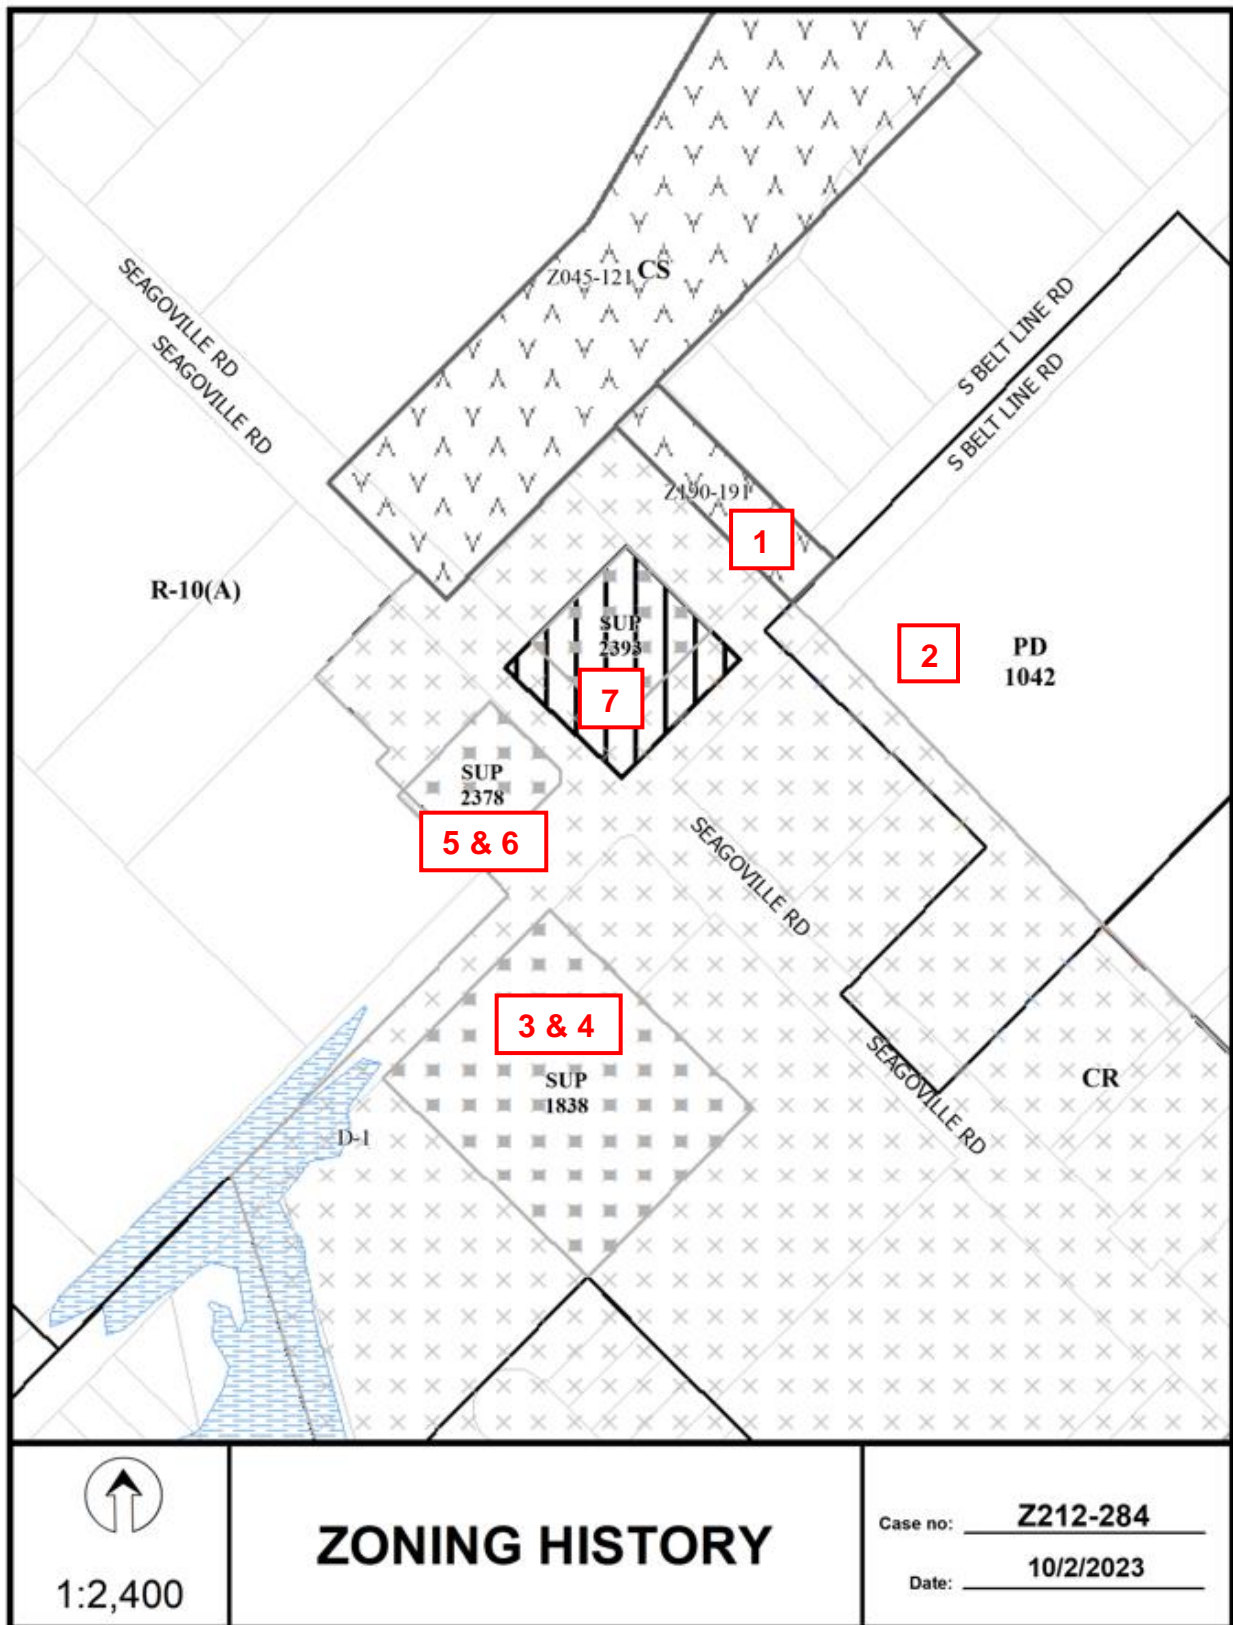 Z045-121 CS
SEAGOVILLE RD
SEAGOVILLE RD
S BELT LINE RD
S BELT LINE RD
Z190-191
1
R-10(A)
SUP
2393
2
PD
1042
7
SUP
2378
5 & 6
SEAGOVILLE RD
3 & 4
SEAGOVILLE RD
SUP
1838
CR
D-1
1:2,400
ZONING HISTORY
Case no: Z212-284
Date: 10/2/2023